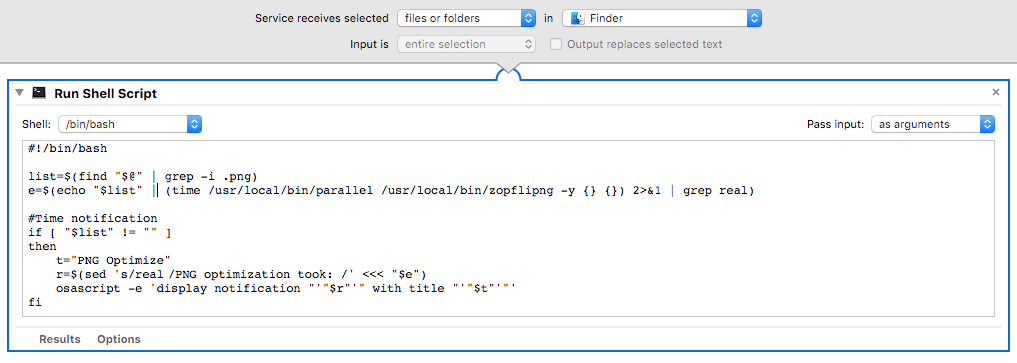 Service receives selected files or folders in Finder
Input is entire selection Output replaces selected text
Run Shell Script
Shell: /bin/bash Pass input: as arguments
#!/bin/bash
list=$(find "$@" | grep -i .png)
e=$(echo "$list" | (time /usr/local/bin/parallel /usr/local/bin/zopflipng -y {} {}) 2>&1 | grep real)
#Time notification
if [ "$list" != "" ]
then
t="PNG Optimize"
r=$(sed 's/real /PNG optimization took: /' <<< "$e")
osascript -e 'display notification "'"$r"'" with title "'"$t"'"'
fi
Results Options